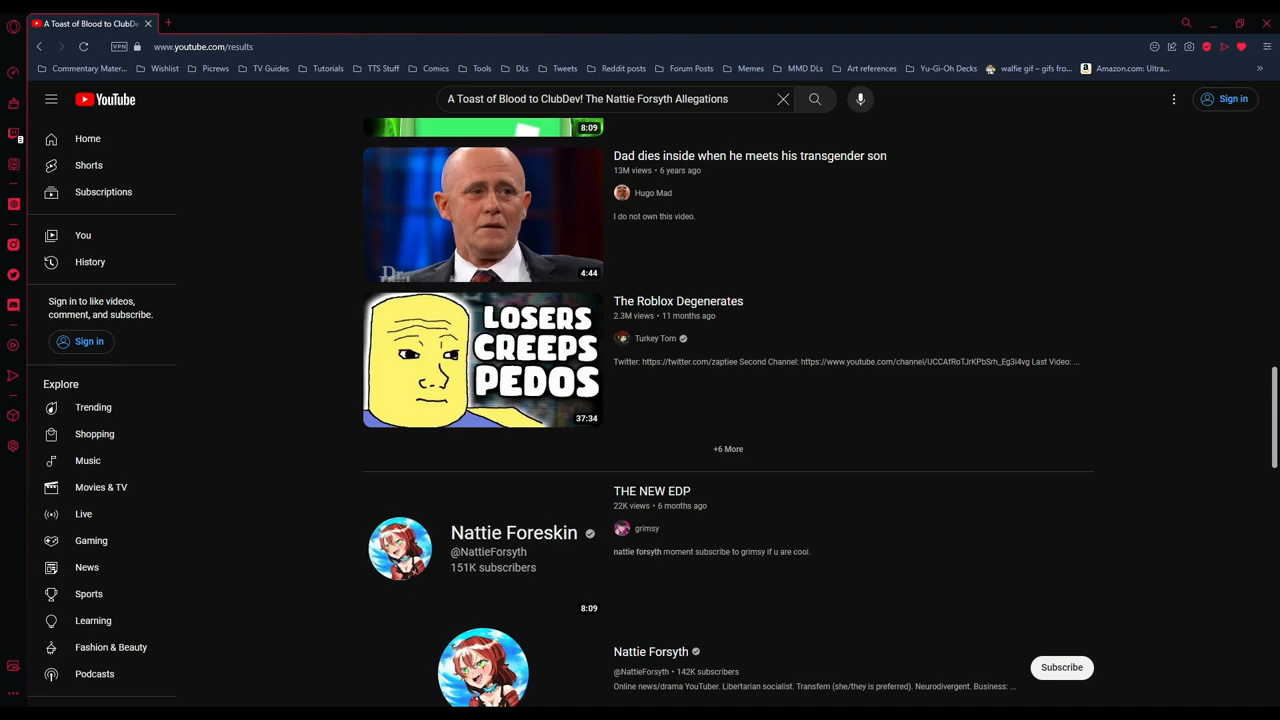 A Toast of Blood to ClubDe
VPN
www.youtube.com/results
Commentary Mater...
Wishlist
Picrews
TV Guides
Tutorials
TTS Stuff
Comics
Tools
DLs
Tweets
Reddit posts
Forum Posts
Memes
MMD DLs
Art references
Yu-Gi-Oh Decks
walfie gif – gifs fro...
Amazon.com: Ultra...
YouTube
A Toast of Blood to ClubDev! The Nattie Forsyth Allegations
Sign in
Home
Shorts
Subscriptions
You
History
Sign in to like videos,
comment, and subscribe.
Sign in
Explore
Trending
Shopping
Music
Movies & TV
Live
Gaming
News
Sports
Learning
Fashion & Beauty
Podcasts
8:09
Dad dies inside when he meets his transgender son
13M views • 6 years ago
Hugo Mad
I do not own this video.
Dr.
4:44
The Roblox Degenerates
2.3M views • 11 months ago
Turkey Tom
Twitter: https://twitter.com/zaptiee Second Channel: https://www.youtube.com/channel/UCCAfRoTJrKPbSrh_Eg3i4vg Last Video: ...
LOSERS
CREEPS
PEDOS
37:34
+6 More
THE NEW EDP
22K views • 6 months ago
grimsy
nattie forsyth moment subscribe to grimsy if u are cool.
Nattie Foreskin
@NattieForsyth
151K subscribers
8:09
Nattie Forsyth
@NattieForsyth • 142K subscribers
Online news/drama YouTuber. Libertarian socialist. Transfem (she/they is preferred). Neurodivergent. Business: ...
Subscribe